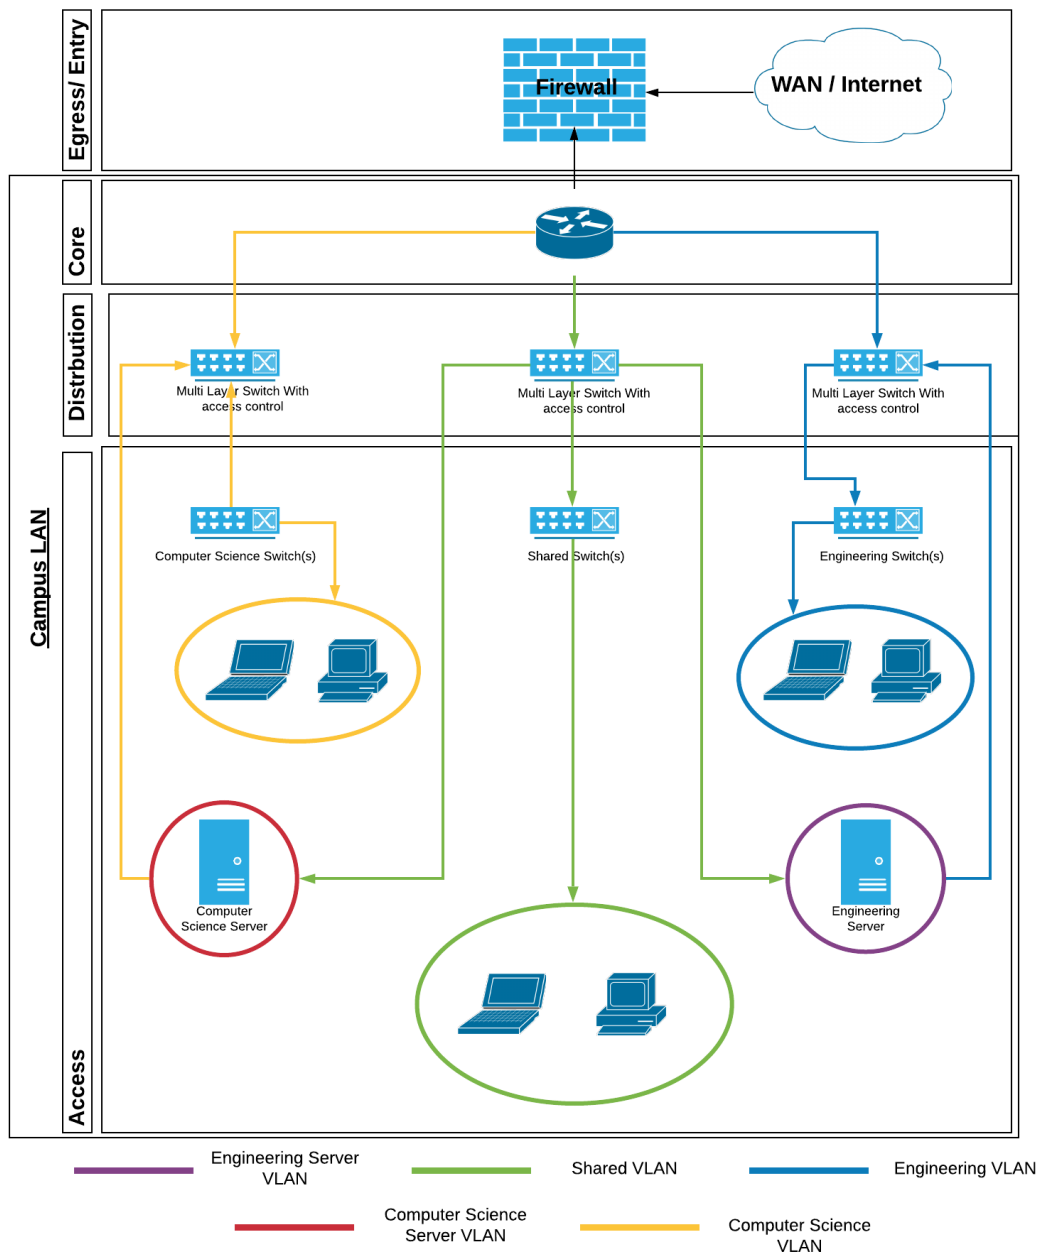 Egress/ Entry
Firewall
WAN / Internet
Core
Distrbution
Multi Layer Switch With
access control
Multi Layer Switch With
access control
Multi Layer Switch With
access control
Campus LAN
Access
Computer Science Switch(s)
Shared Switch(s)
Engineering Switch(s)
Computer
Science Server
Engineering
Server
Engineering Server
VLAN
Shared VLAN
Engineering VLAN
Computer Science
Server VLAN
Computer Science
VLAN